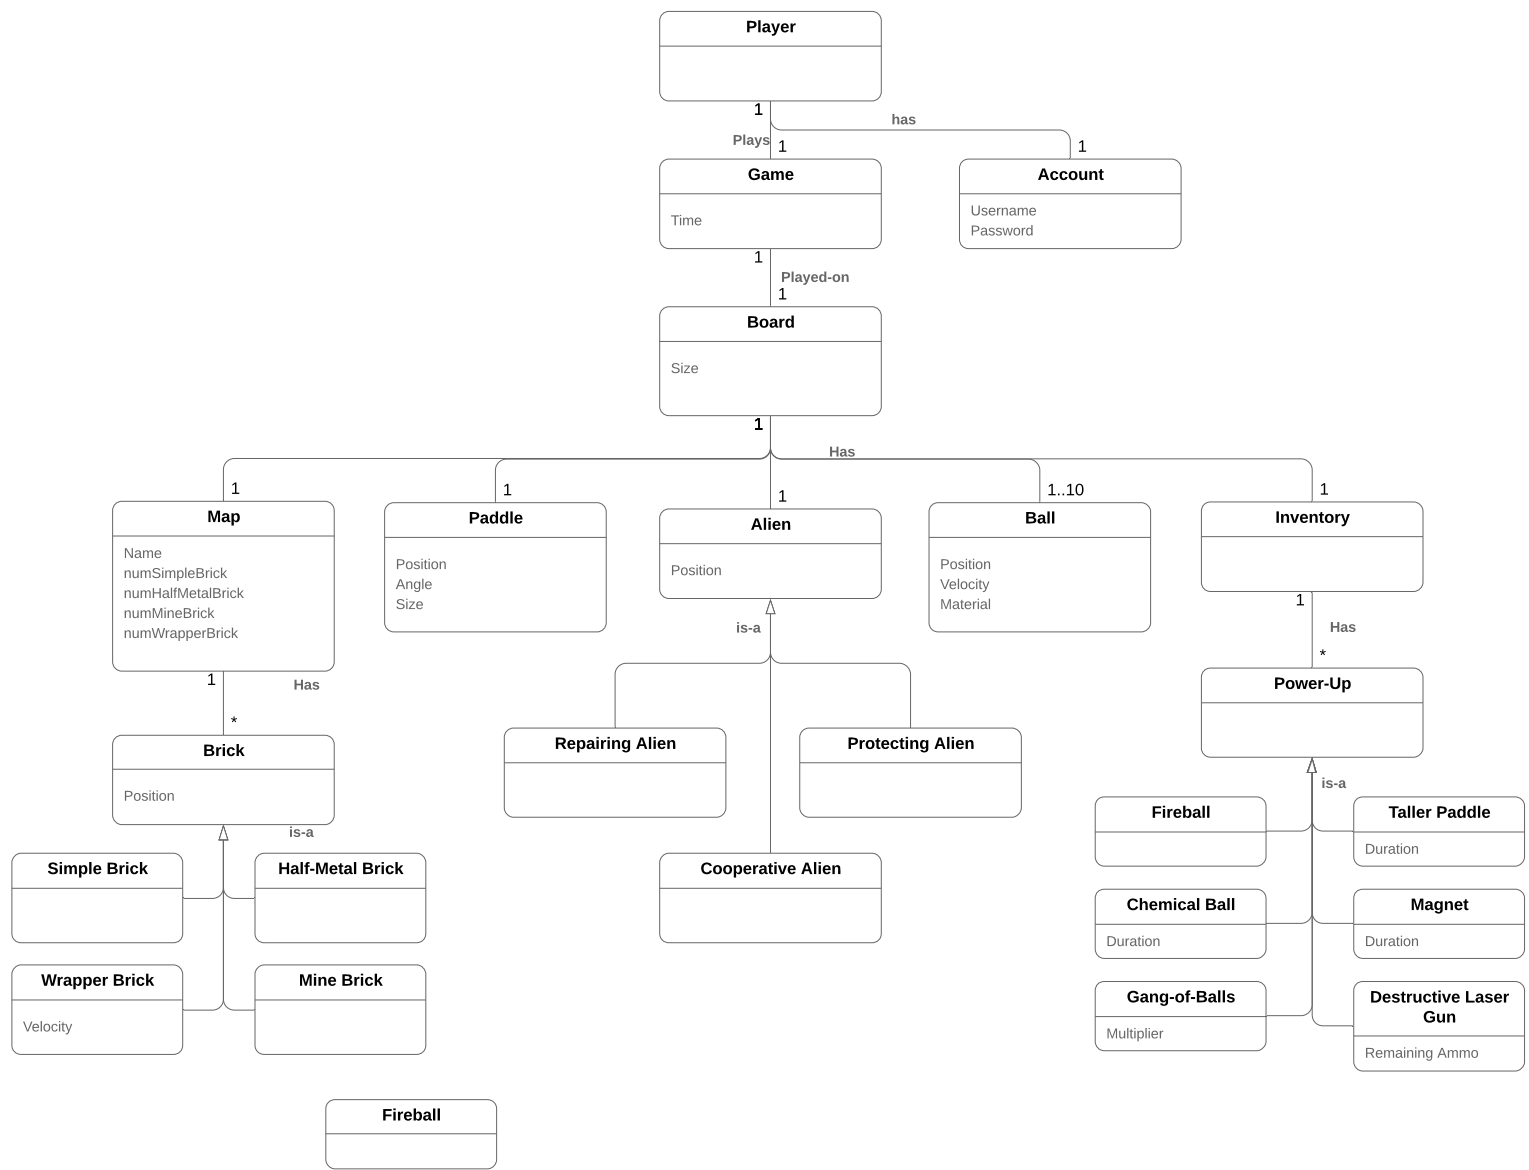 Player
1
has
Plays
1
1
Game
Account
Time
Username
Password
1
Played-on
1
Board
Size
1
Has
1
1
1
1..10
1
Map
Name
numSimpleBrick
numHalfMetalBrick
numMineBrick
numWrapperBrick
Paddle
Position
Angle
Size
Alien
Position
Ball
Position
Velocity
Material
Inventory
1
Has
*
1
Has
*
is-a
Power-Up
Brick
Position
is-a
Repairing Alien
Protecting Alien
Cooperative Alien
is-a
Simple Brick
Half-Metal Brick
Wrapper Brick
Velocity
Mine Brick
Fireball
Taller Paddle
Duration
Chemical Ball
Duration
Magnet
Duration
Gang-of-Balls
Multiplier
Destructive Laser
Gun
Remaining Ammo
Fireball